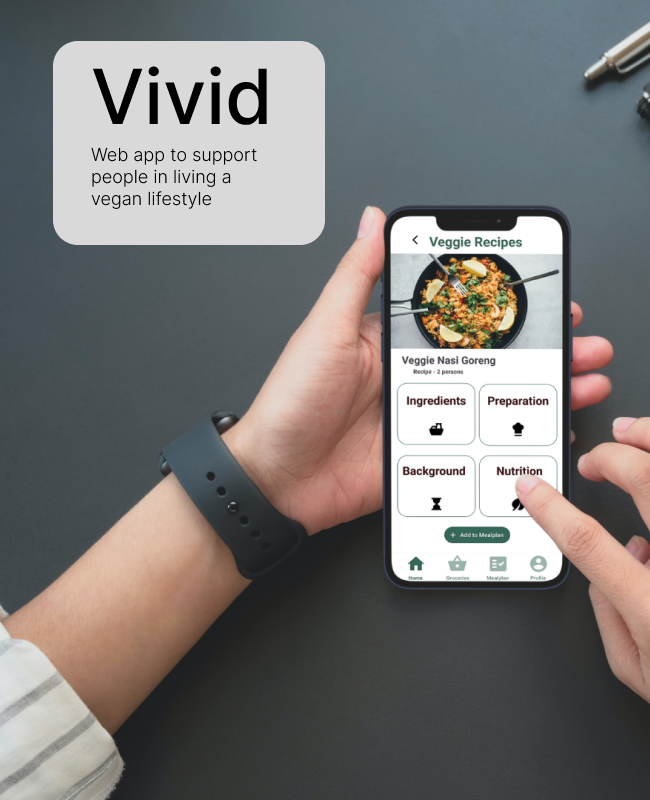 Vivid
Web app to support
people in living a
vegan lifestyle
Veggie Recipes
Veggie Nasi Goreng
Recipe - 2 persons
Ingredients
Preparation
Background
Nutrition
+ Add to Mealplan
Home
Groceries
Mealplan
Profile